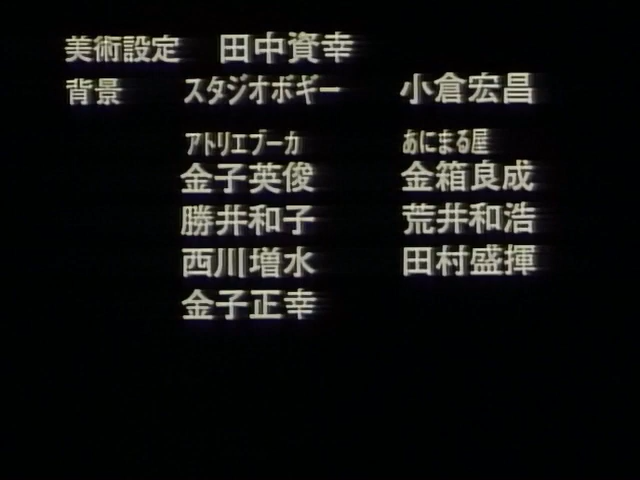 美術設定 田中資幸
背景 スタジオボギー 小倉宏昌
アトリエブーカ あにまる屋
金子英俊 金箱良成
勝井和子 荒井和浩
西川増水 田村盛揮
金子正幸